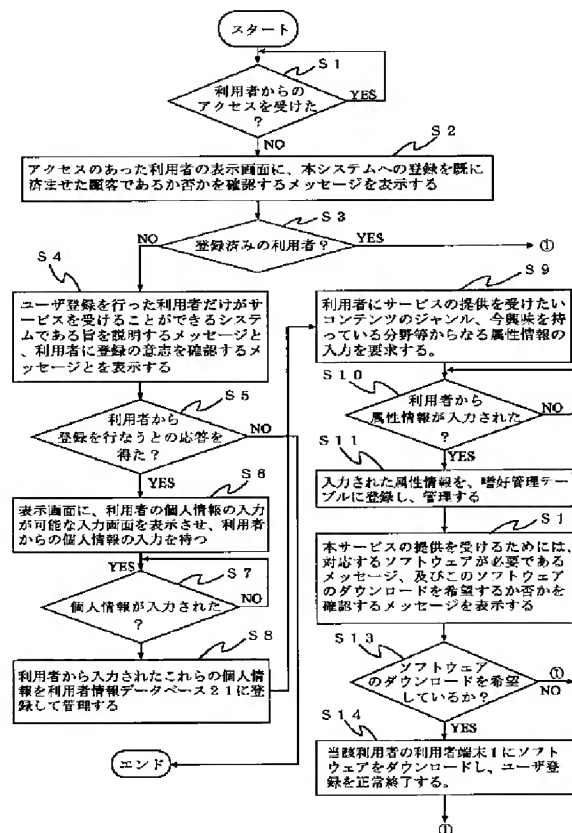 スタート
S1
利用者からの
アクセスを受けた
?
YES
NO
S2
アクセスのあった利用者の表示画面に、本システムへの登録を既に
済ませた顧客であるか否かを確認するメッセージを表示する
S3
登録済みの利用者?
NO
YES
①
S4
ユーザ登録を行った利用者だけがサ
ービスを受けることができるシステ
ムである旨を説明するメッセージと
、利用者に登録の意志を確認するメ
ッセージとを表示する
S5
利用者から
登録を行なうとの応答を
得た?
NO
YES
S6
表示画面に、利用者の個人情報の入力
が可能な入力画面を表示させ、利用者
からの個人情報の入力を待つ
YES
S7
個人情報が入力された
?
NO
YES
S8
利用者から入力されたこれらの個人情
報を利用者情報データベース21に登
録して管理する
エンド
S9
利用者にサービスの提供を受けたい
コンテンツのジャンル、今興味を持
っている分野等からなる属性情報の
入力を要求する。
S10
利用者から
属性情報が入力された
?
NO
YES
S11
入力された属性情報を、嗜好管理テー
ブルに登録し、管理する
S1
本サービスの提供を受けるためには、
対応するソフトウェアが必要である
メッセージ、及びこのソフトウェア
のダウンロードを希望するか否かを
確認するメッセージを表示する
S13
ソフトウェア
のダウンロードを希望
しているか?
①
NO
YES
S14
当該利用者の利用者端末1にソフト
ウェアをダウンロードし、ユーザ登
録を正常終了する。
①